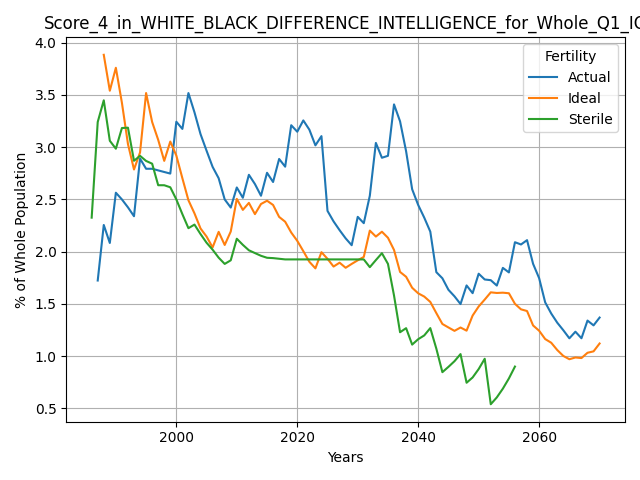 Score_4_in_WHITE_BLACK_DIFFERENCE_INTELLIGENCE_for_Whole_Q1_IC
4.0
3.5
3.0
2.5
2.0
1.5
1.0
0.5
% of Whole Population
Fertility
Actual
Ideal
Sterile
2000
2020
2040
2060
Years